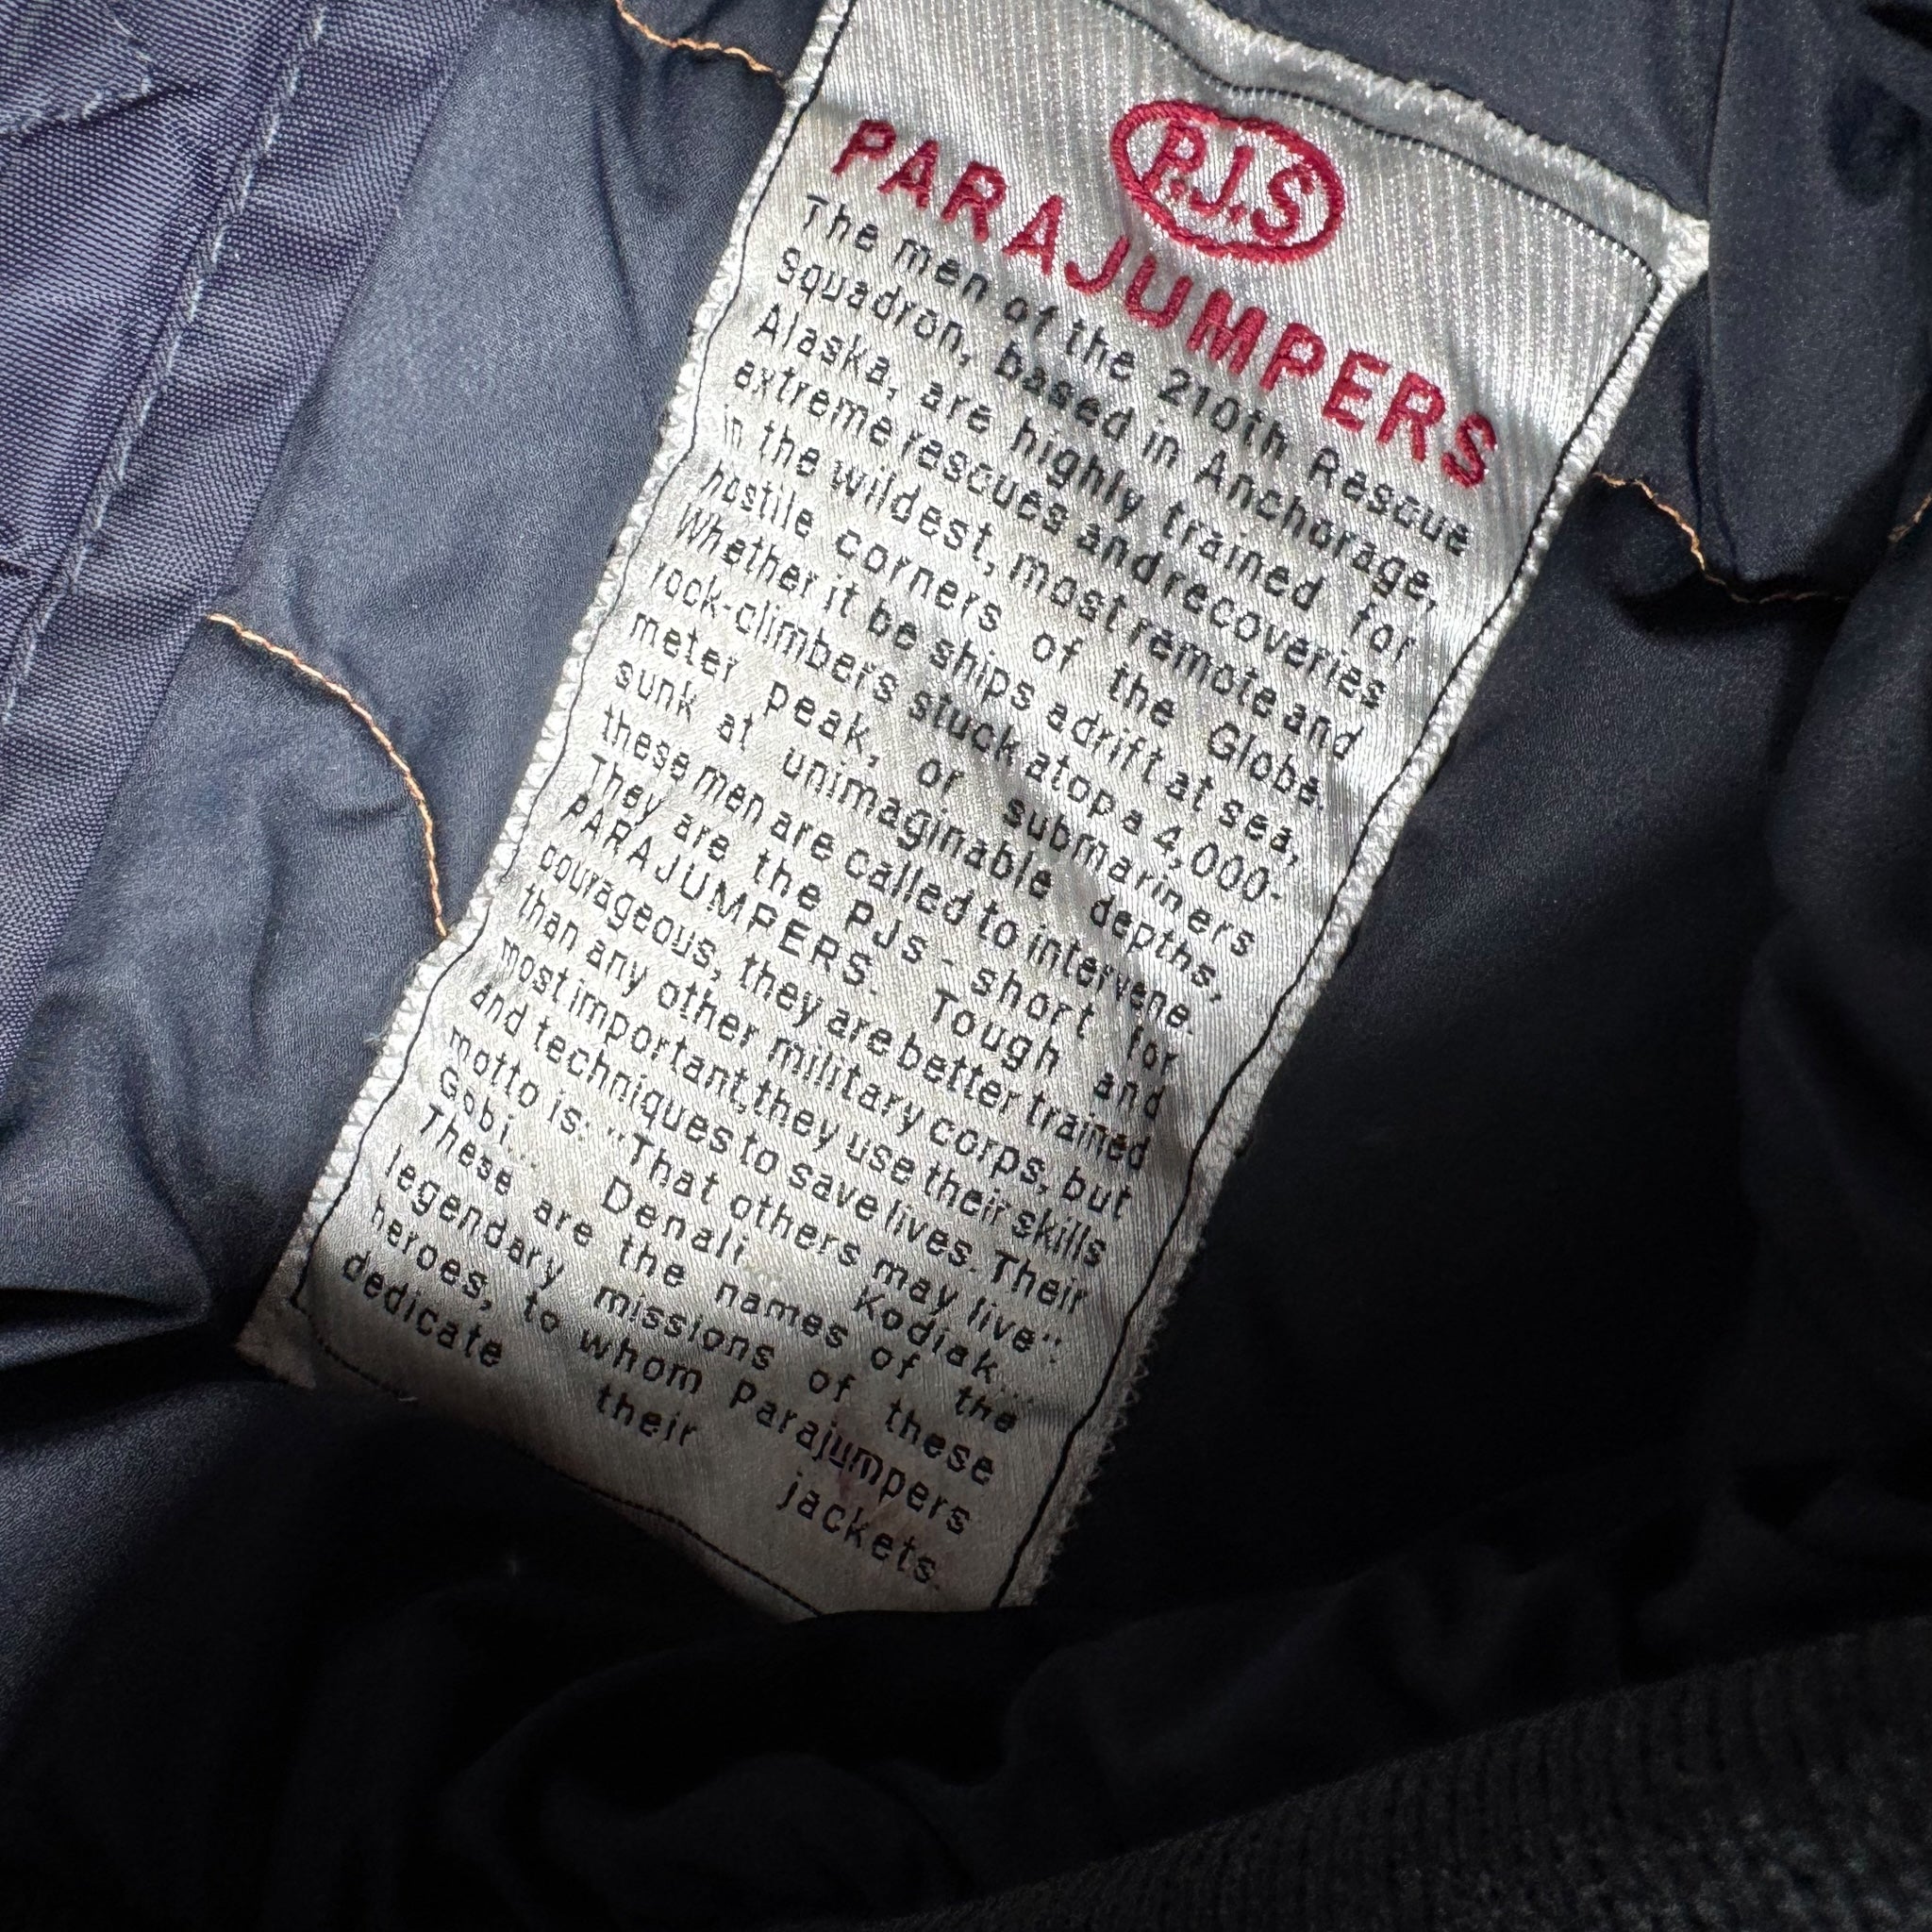 P.J.S
PARAJUMPERS
The men of the 210th Rescue
Squadron, based in Anchorage,
Alaska, are highly trained for
extreme rescues and recoveries
in the wildest, most remote and
hostile corners of the Globe.
Whether it be ships adrift at sea,
rock-climbers stuck atop a 4,000-
meter peak, or submariners
sunk at unimaginable depths,
these men are called to intervene.
They are the PJs - short for
PARAJUMPERS. Tough and
courageous, they are better trained
than any other military corps, but
most important, they use their skills
and techniques to save lives. Their
motto is: "That others may live".
Gobi... Denali... Kodiak...
These are the names of the
legendary missions of these
heroes, to whom Parajumpers
dedicate their jackets.